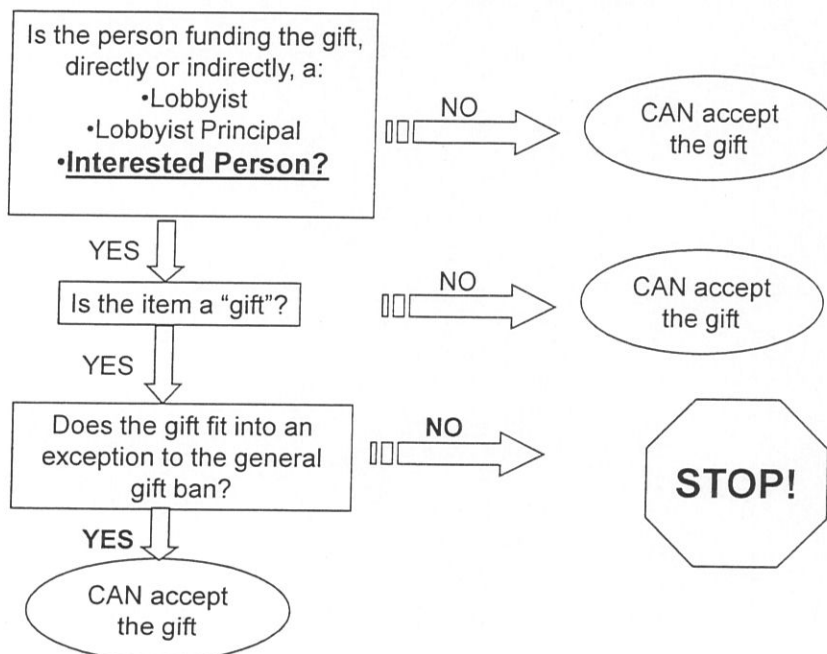 Is the person funding the gift,
directly or indirectly, a:
•Lobbyist
•Lobbyist Principal
•Interested Person?
NO
CAN accept
the gift
YES
Is the item a “gift”?
NO
CAN accept
the gift
YES
Does the gift fit into an
exception to the general
gift ban?
NO
STOP!
YES
CAN accept
the gift